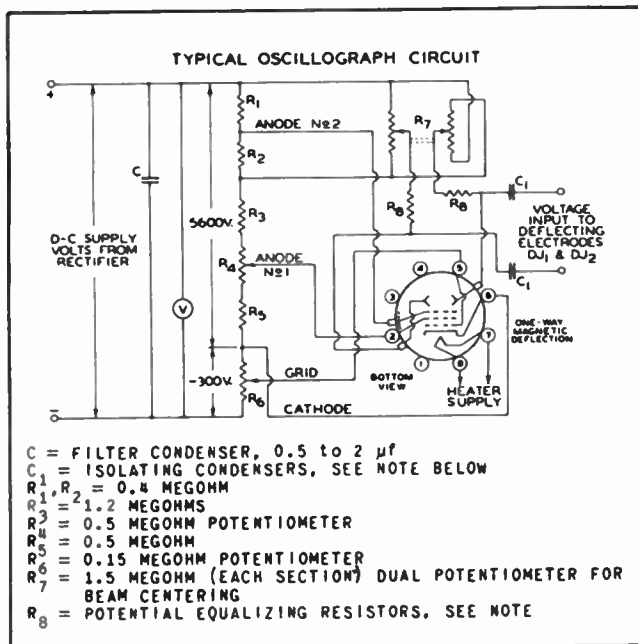 TYPICAL OSCILLOGRAPH CIRCUIT
+
R1
ANODE №2
R2
R7
C
5600V.
R3
R8
R8
C1
D-C SUPPLY
VOLTS FROM
RECTIFIER
VOLTAGE
INPUT TO
DEFLECTING
ELECTRODES
DJ1 & DJ2
C1
R4
ANODE
№1
4
5
3
6
V
R5
2
7
ONE-WAY
MAGNETIC
DEFLECTION
1
8
-300V.
GRID
R6
BOTTOM
VIEW
HEATER
SUPPLY
CATHODE
–
C = FILTER CONDENSER, 0.5 to 2 µf
C1 = ISOLATING CONDENSERS, SEE NOTE BELOW
R1, R2 = 0.4 MEGOHM
R3 = 1.2 MEGOHMS
R4 = 0.5 MEGOHM POTENTIOMETER
R5 = 0.5 MEGOHM
R6 = 0.15 MEGOHM POTENTIOMETER
R7 = 1.5 MEGOHM (EACH SECTION) DUAL POTENTIOMETER FOR
BEAM CENTERING
R8 = POTENTIAL EQUALIZING RESISTORS, SEE NOTE